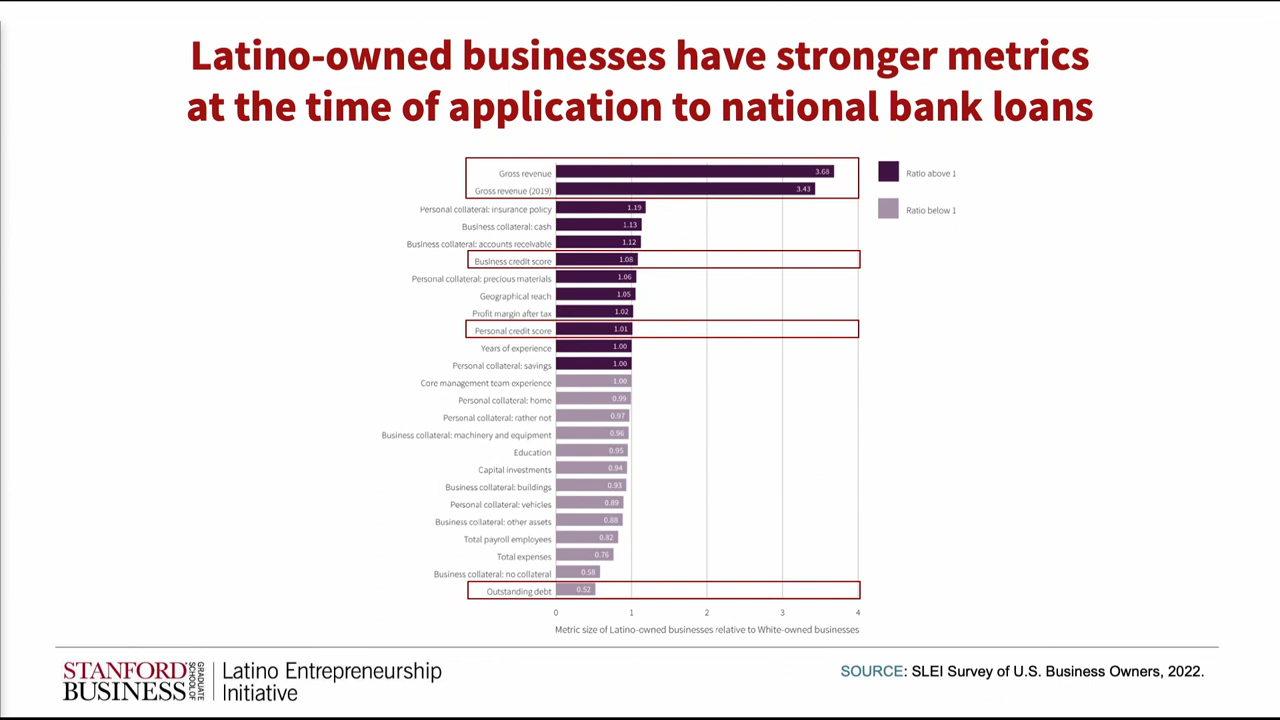 Latino-owned businesses have stronger metrics
at the time of application to national bank loans
Gross revenue 3.68
Gross revenue (2019) 3.43
Personal collateral: insurance policy 1.19
Business collateral: cash 1.13
Business collateral: accounts receivable 1.12
Business credit score 1.08
Personal collateral: precious materials 1.06
Geographical reach 1.05
Profit margin after tax 1.02
Personal credit score 1.01
Years of experience 1.00
Personal collateral: savings 1.00
Core management team experience 1.00
Personal collateral: home 0.99
Personal collateral: rather not 0.97
Business collateral: machinery and equipment 0.96
Education 0.95
Capital investments 0.94
Business collateral: buildings 0.93
Personal collateral: vehicles 0.89
Business collateral: other assets 0.88
Total payroll employees 0.82
Total expenses 0.76
Business collateral: no collateral 0.58
Outstanding debt 0.52
0 1 2 3 4
Metric size of Latino-owned businesses relative to White-owned businesses
Ratio above 1
Ratio below 1
STANFORD
BUSINESS
GRADUATE
SCHOOL OF
Latino Entrepreneurship
Initiative
SOURCE: SLEI Survey of U.S. Business Owners, 2022.